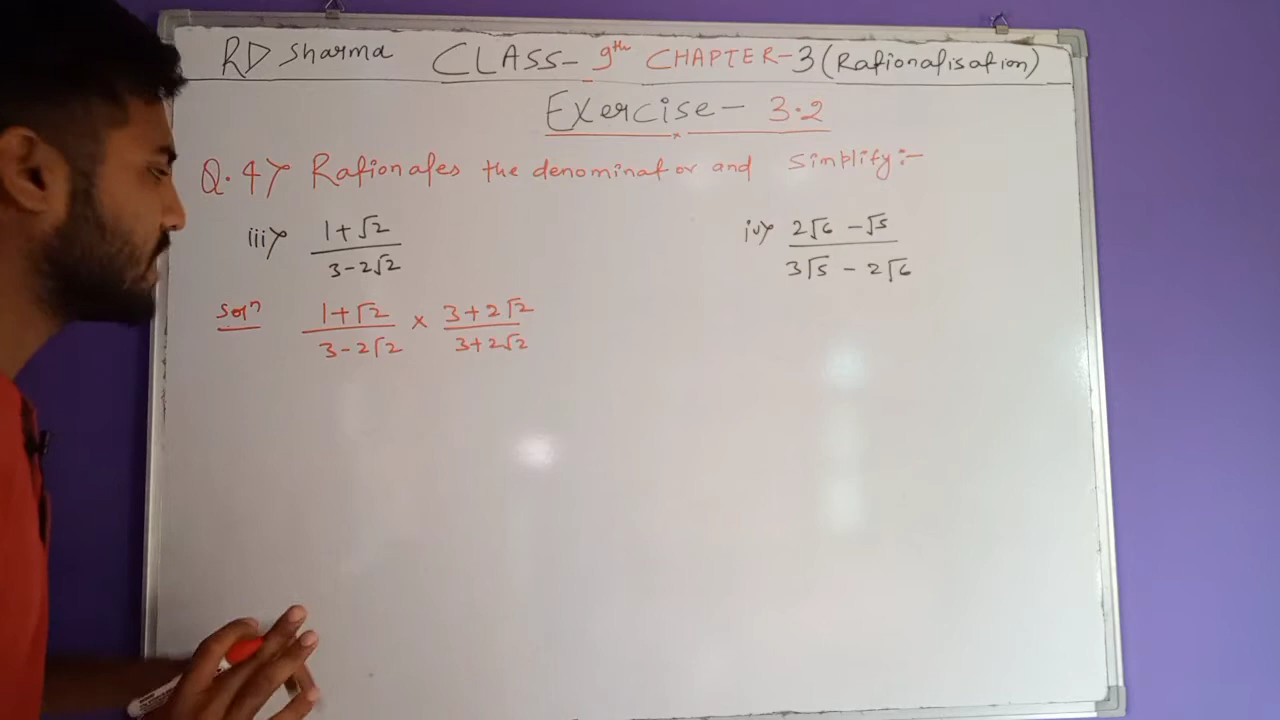 RD Sharma CLASS- 9th CHAPTER-3 (Rationalisation)
Exercise- 3.2
Q.4> Rationales the denominator and simplify:-
iii> 1+√2 / 3-2√2
iv> 2√6 -√5 / 3√5 - 2√6
Solⁿ 1+√2 / 3-2√2 × 3+2√2 / 3+2√2